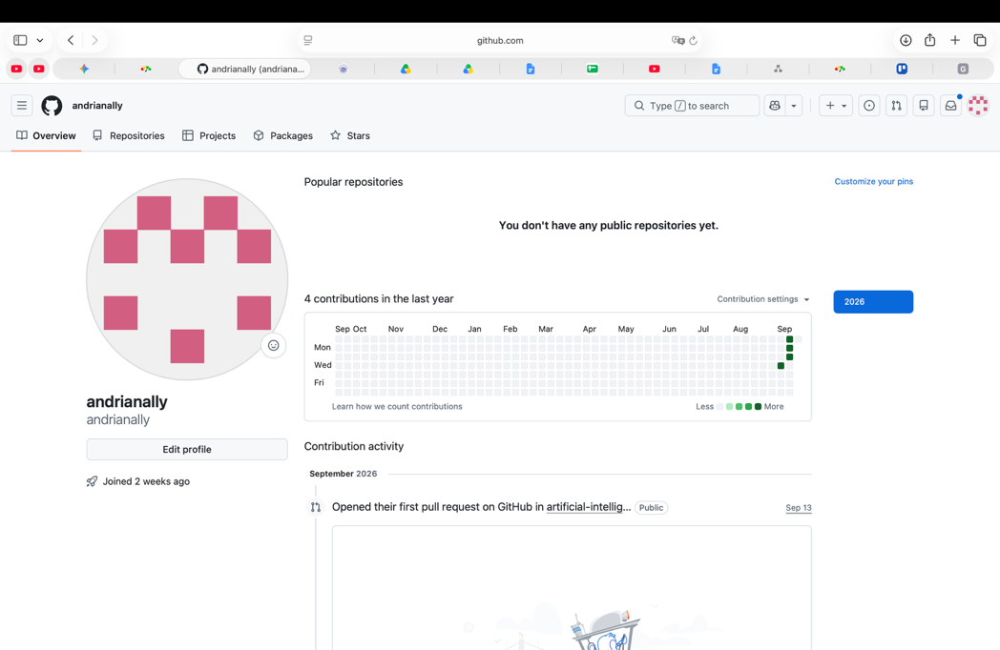 github.com
andrianally (andriana...
G
andrianally
Type / to search
Overview
Repositories
Projects
Packages
Stars
Popular repositories
Customize your pins
You don't have any public repositories yet.
4 contributions in the last year
Contribution settings
2026
Sep Oct Nov Dec Jan Feb Mar Apr May Jun Jul Aug Sep
Mon
Wed
Fri
Learn how we count contributions
Less More
andrianally
andrianally
Edit profile
Joined 2 weeks ago
Contribution activity
September 2026
Opened their first pull request on GitHub in artificial-intellig... Public
Sep 13